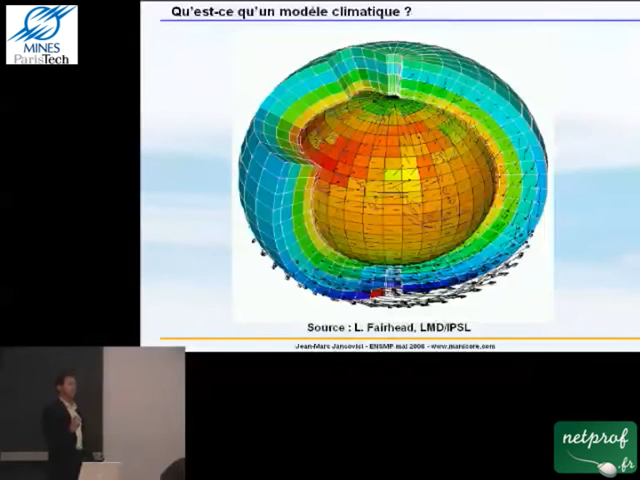 Qu'est-ce qu'un modèle climatique ?
MINES
ParisTech
Source : L. Fairhead, LMD/IPSL
Jean-Marc Jancovici - ENSMP mai 2008 - www.manicore.com
netprof
.fr